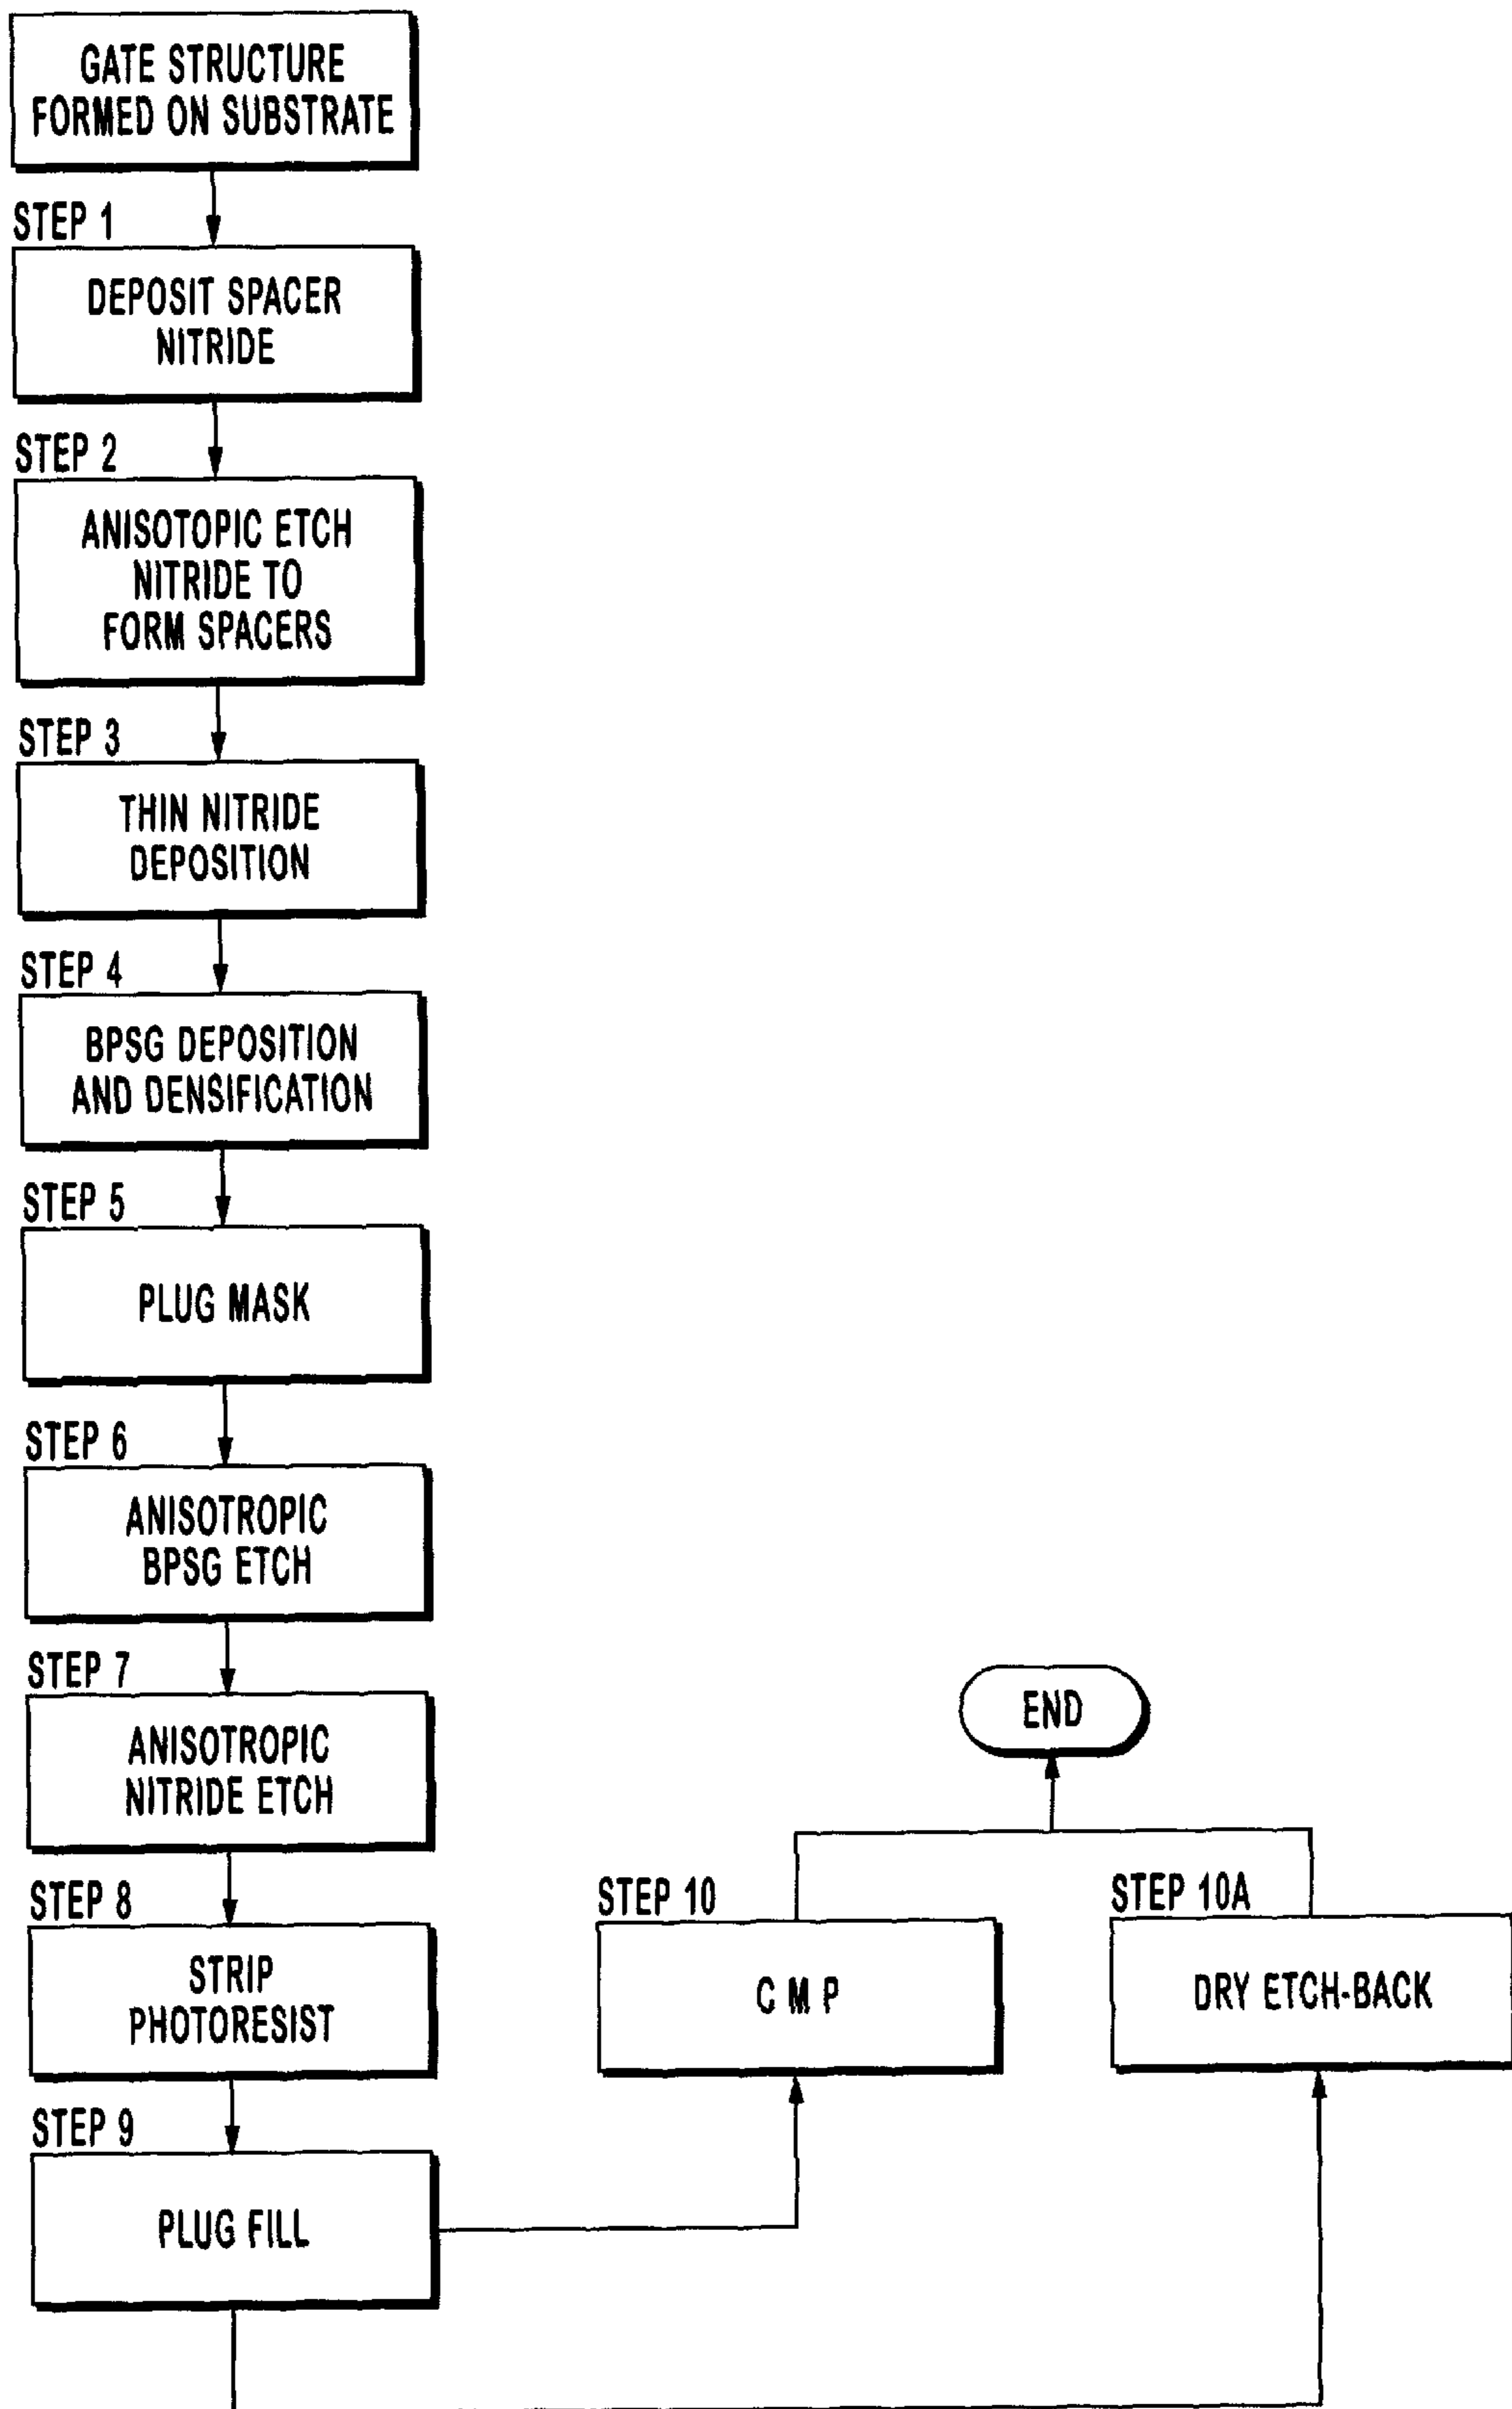 GATE STRUCTURE
FORMED ON SUBSTRATE
STEP 1
DEPOSIT SPACER
NITRIDE
STEP 2
ANISOTOPIC ETCH
NITRIDE TO
FORM SPACERS
STEP 3
THIN NITRIDE
DEPOSITION
STEP 4
BPSG DEPOSITION
AND DENSIFICATION
STEP 5
PLUG MASK
STEP 6
ANISOTROPIC
BPSG ETCH
STEP 7
ANISOTROPIC
NITRIDE ETCH
STEP 8
STRIP
PHOTORESIST
STEP 9
PLUG FILL
STEP 10
C M P
STEP 10A
DRY ETCH-BACK
END